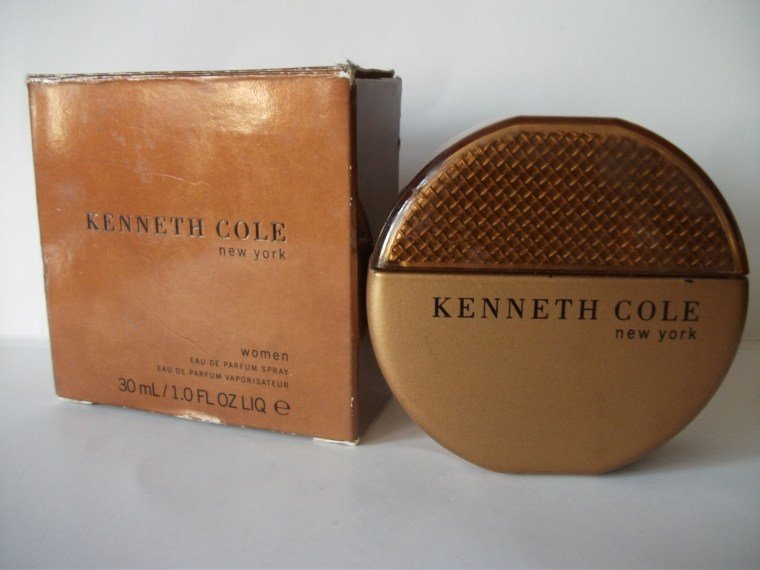 KENNETH COLE
new york
women
EAU DE PARFUM SPRAY
EAU DE PARFUM VAPORISATEUR
30 mL / 1.0 FL OZ LIQ ℮
KENNETH COLE
new york